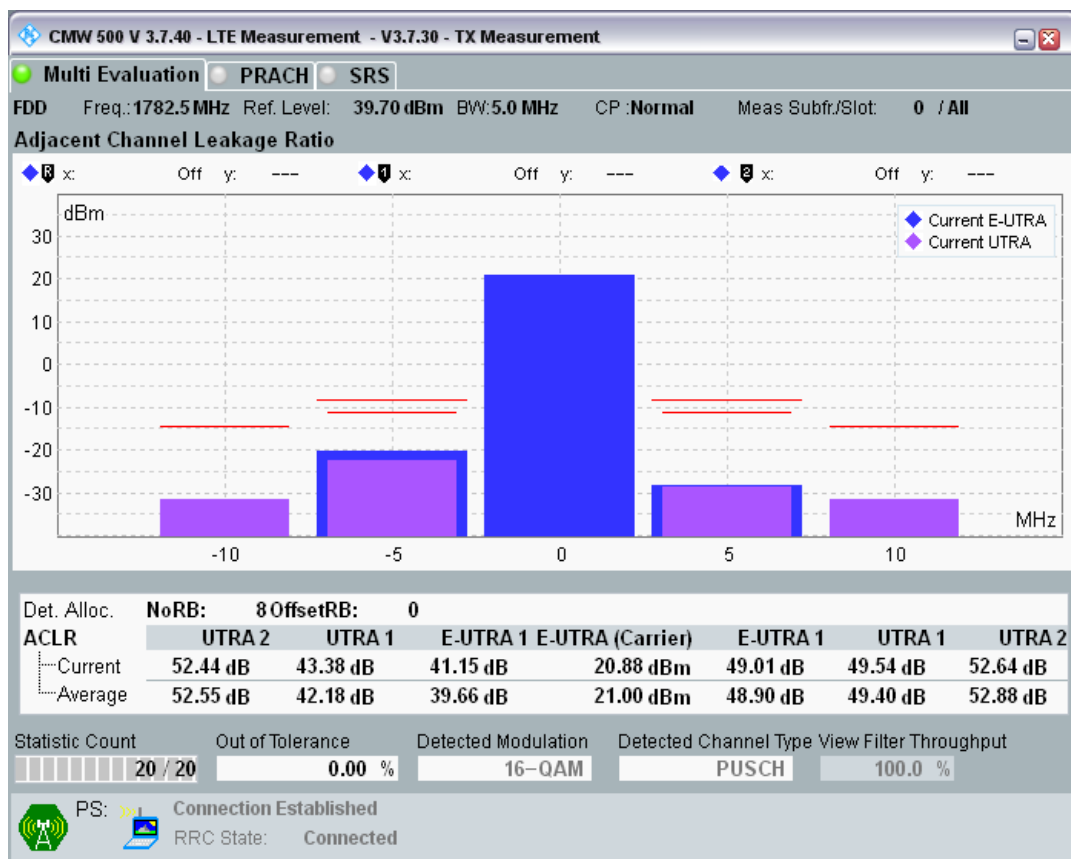 CMW 500 V 3.7.40 - LTE Measurement - V3.7.30 - TX Measurement
Multi Evaluation PRACH SRS
FDD Freq.: 1782.5 MHz Ref. Level: 39.70 dBm BW: 5.0 MHz CP : Normal Meas Subfr./Slot: 0 / All
Adjacent Channel Leakage Ratio
R x: Off y: --- 1 x: Off y: --- 2 x: Off y: ---
dBm
Current E-UTRA
Current UTRA
30
20
10
0
-10
-20
-30
MHz
-10 -5 0 5 10
Det. Alloc. NoRB: 8 OffsetRB: 0
ACLR UTRA 2 UTRA 1 E-UTRA 1 E-UTRA (Carrier) E-UTRA 1 UTRA 1 UTRA 2
Current 52.44 dB 43.38 dB 41.15 dB 20.88 dBm 49.01 dB 49.54 dB 52.64 dB
Average 52.55 dB 42.18 dB 39.66 dB 21.00 dBm 48.90 dB 49.40 dB 52.88 dB
Statistic Count Out of Tolerance Detected Modulation Detected Channel Type View Filter Throughput
20 / 20 0.00 % 16-QAM PUSCH 100.0 %
PS: Connection Established
RRC State: Connected